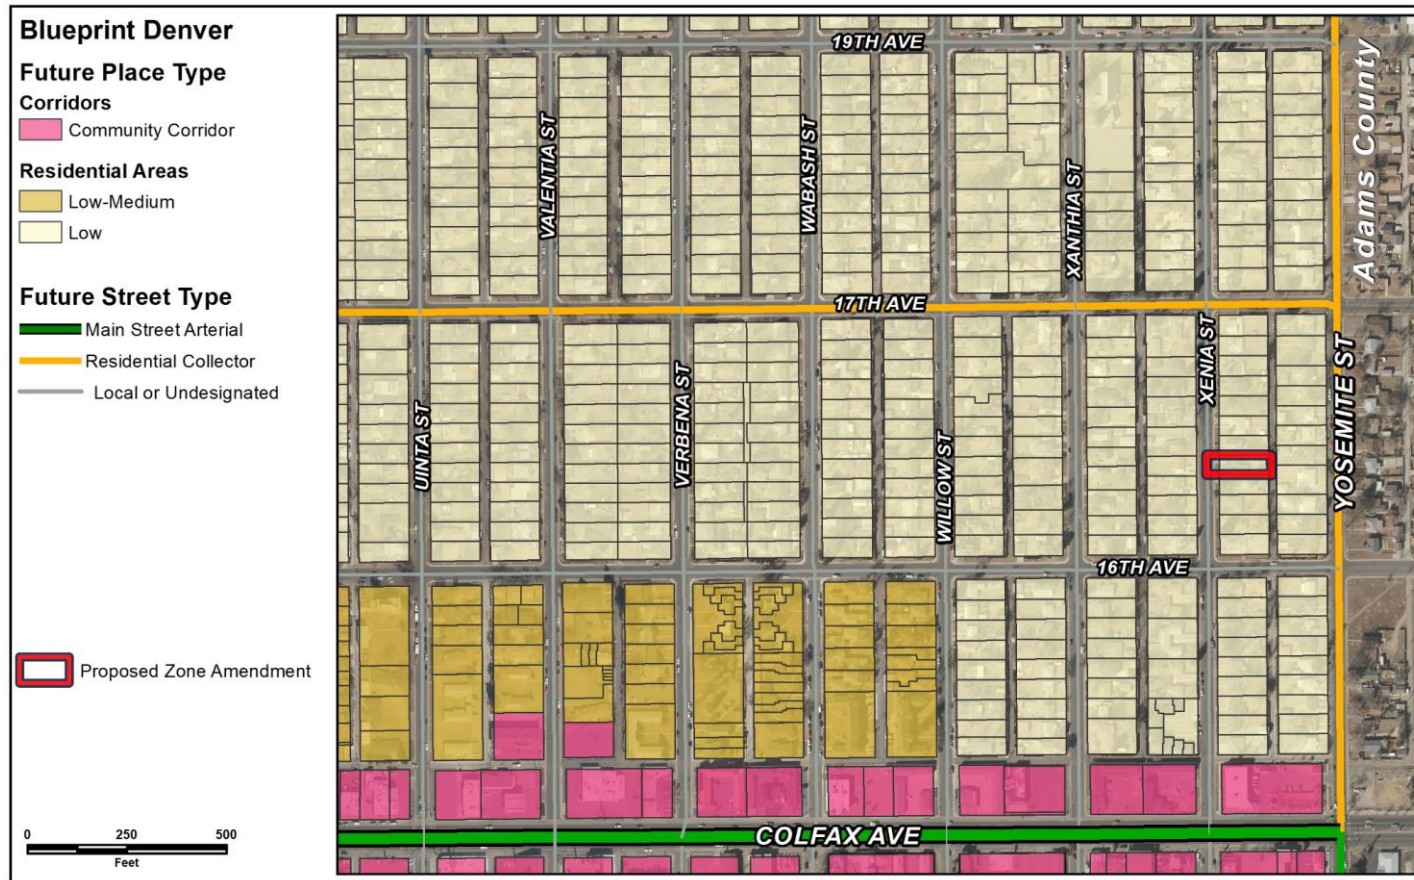 Blueprint Denver
Future Place Type
Corridors
Community Corridor
Residential Areas
Low-Medium
Low
Future Street Type
Main Street Arterial
Residential Collector
Local or Undesignated
Proposed Zone Amendment
0 250 500
Feet
19TH AVE
VALENTIA ST
WABASH ST
XANTHIA ST
Adams County
17TH AVE
UINTA ST
VERBENA ST
WILLOW ST
XENIA ST
YOSEMITE ST
16TH AVE
COLFAX AVE